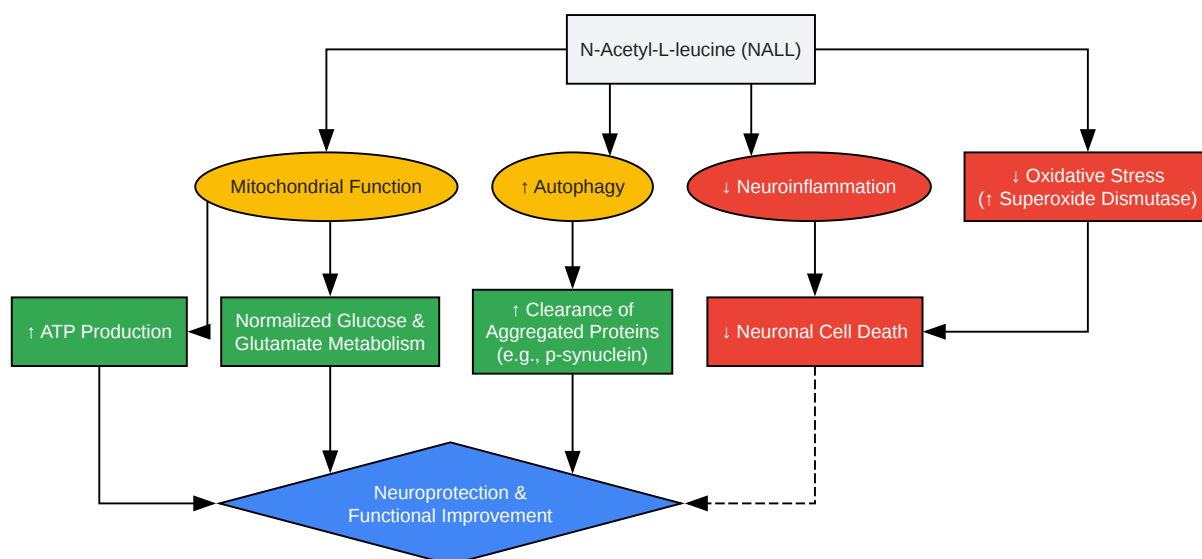 N-Acetyl-L-leucine (NALL)
Mitochondrial Function
↑ Autophagy
↓ Neuroinflammation
↓ Oxidative Stress
(↑ Superoxide Dismutase)
↑ ATP Production
Normalized Glucose &
Glutamate Metabolism
↑ Clearance of
Aggregated Proteins
(e.g., p-synuclein)
↓ Neuronal Cell Death
Neuroprotection &
Functional Improvement